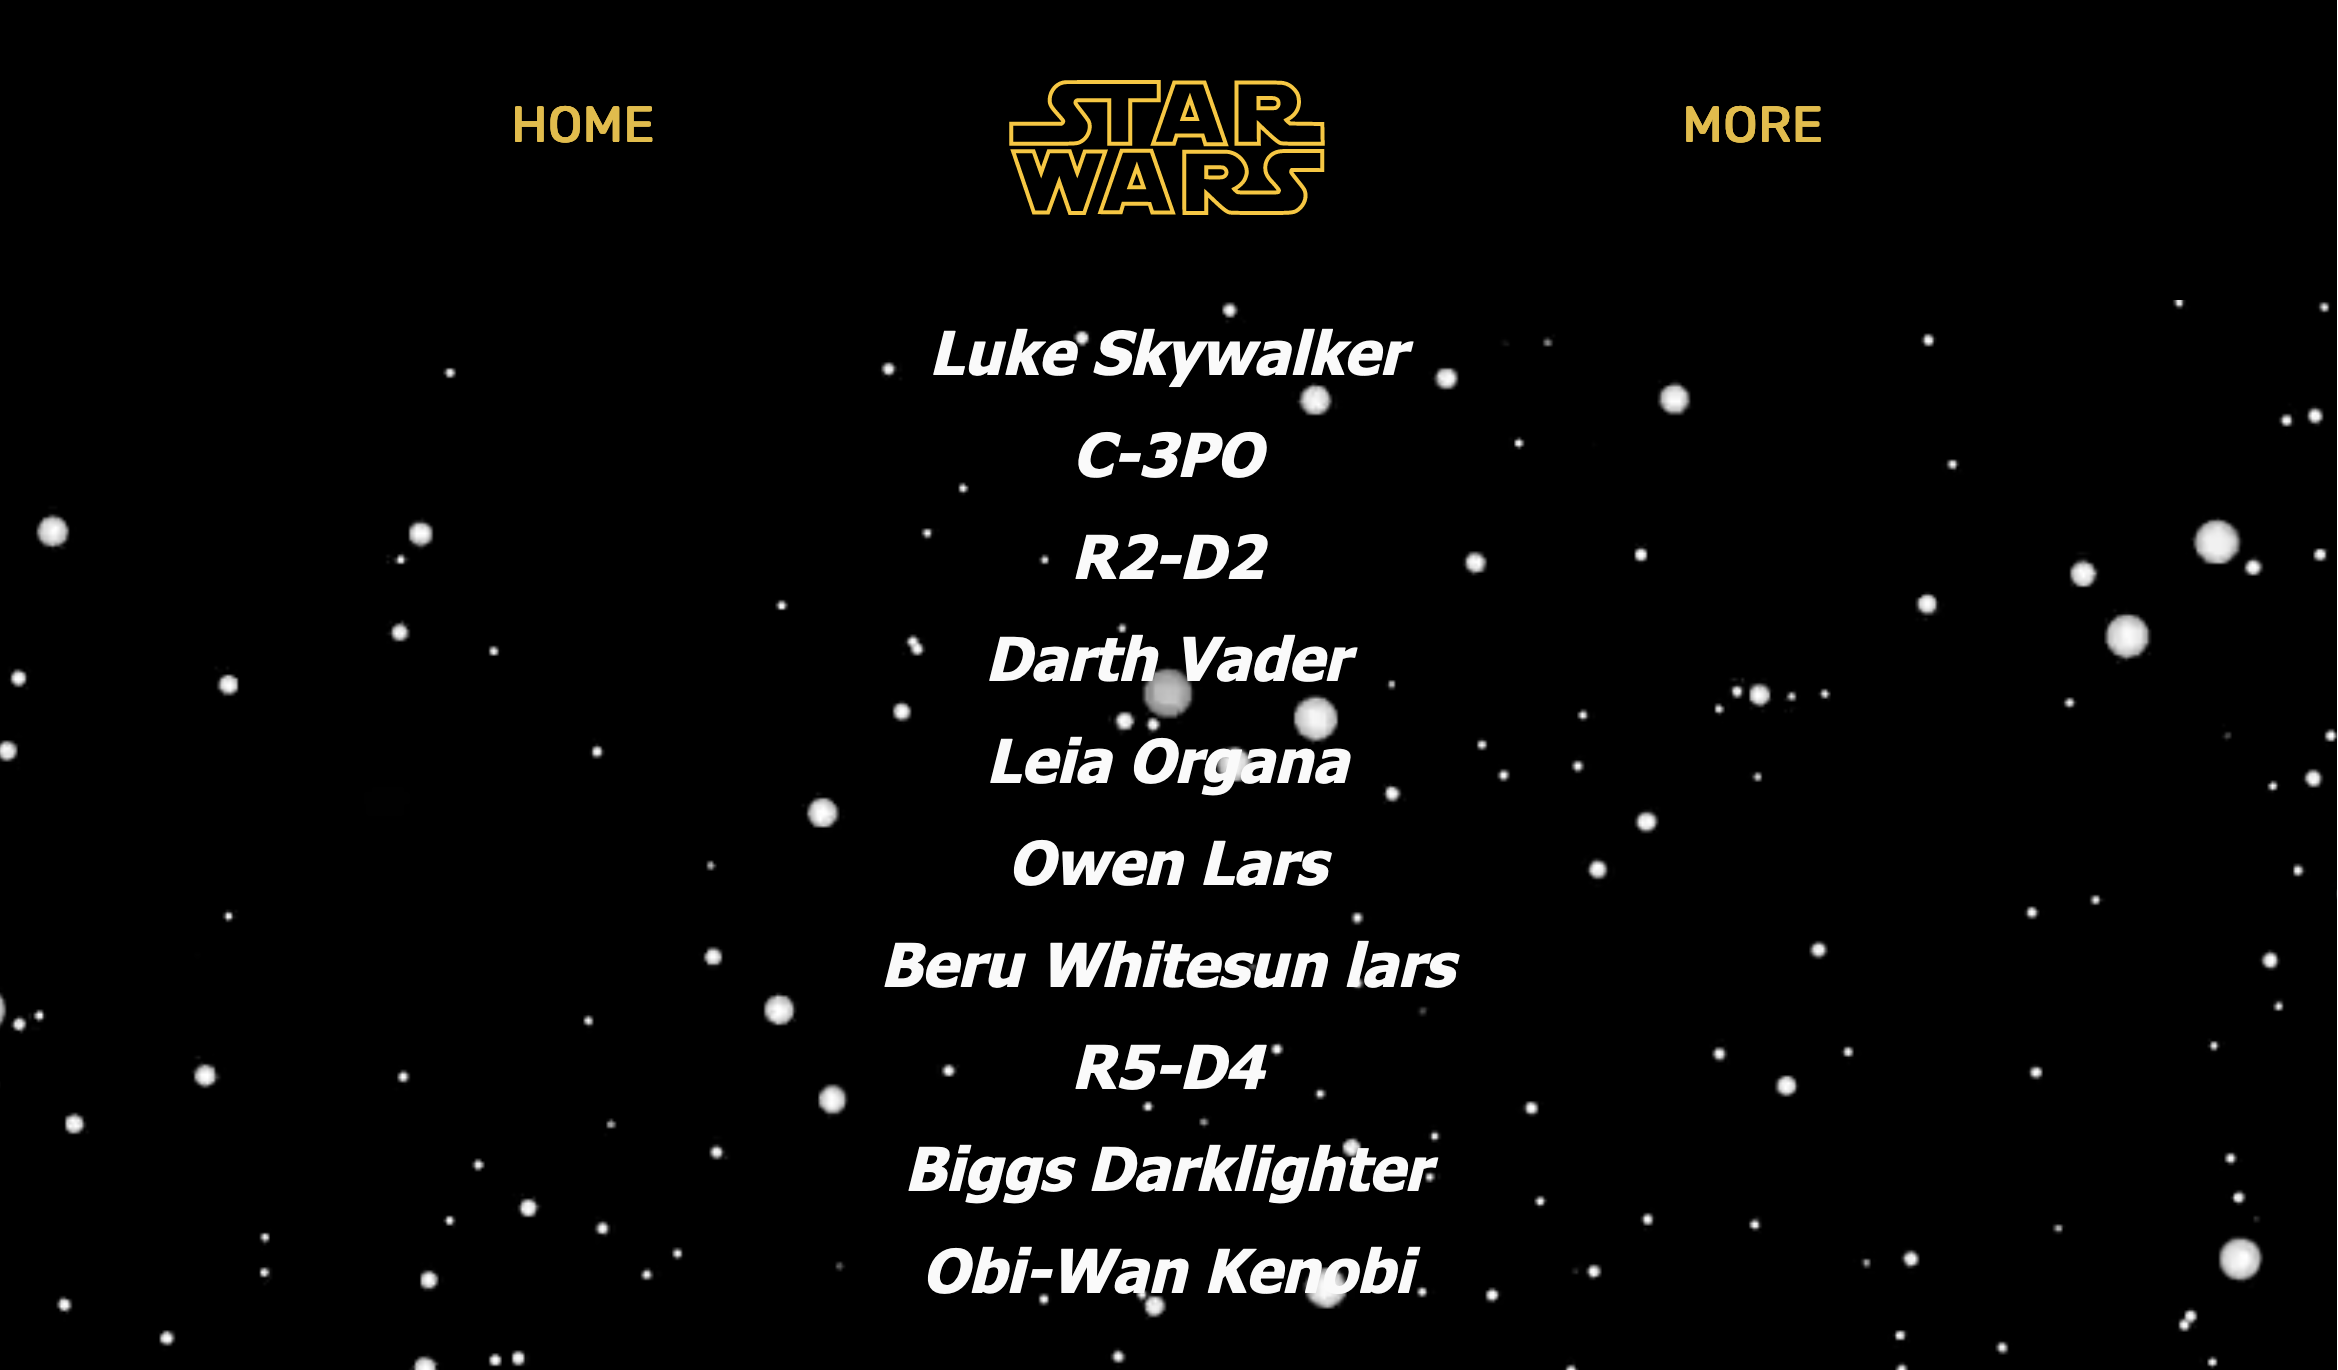 HOME
STAR
WARS
MORE
Luke Skywalker
C-3PO
R2-D2
Darth Vader
Leia Organa
Owen Lars
Beru Whitesun lars
R5-D4
Biggs Darklighter
Obi-Wan Kenobi